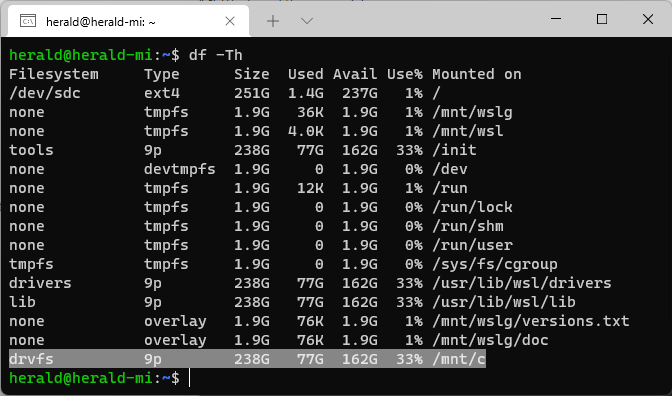 herald@herald-mi: ~
herald@herald-mi:~$ df -Th
Filesystem     Type      Size  Used Avail Use% Mounted on
/dev/sdc       ext4      251G  1.4G  237G   1% /
none           tmpfs     1.9G   36K  1.9G   1% /mnt/wslg
none           tmpfs     1.9G  4.0K  1.9G   1% /mnt/wsl
tools          9p        238G   77G  162G  33% /init
none           devtmpfs  1.9G     0  1.9G   0% /dev
none           tmpfs     1.9G   12K  1.9G   1% /run
none           tmpfs     1.9G     0  1.9G   0% /run/lock
none           tmpfs     1.9G     0  1.9G   0% /run/shm
none           tmpfs     1.9G     0  1.9G   0% /run/user
tmpfs          tmpfs     1.9G     0  1.9G   0% /sys/fs/cgroup
drivers        9p        238G   77G  162G  33% /usr/lib/wsl/drivers
lib            9p        238G   77G  162G  33% /usr/lib/wsl/lib
none           overlay   1.9G   76K  1.9G   1% /mnt/wslg/versions.txt
none           overlay   1.9G   76K  1.9G   1% /mnt/wslg/doc
drvfs          9p        238G   77G  162G  33% /mnt/c
herald@herald-mi:~$